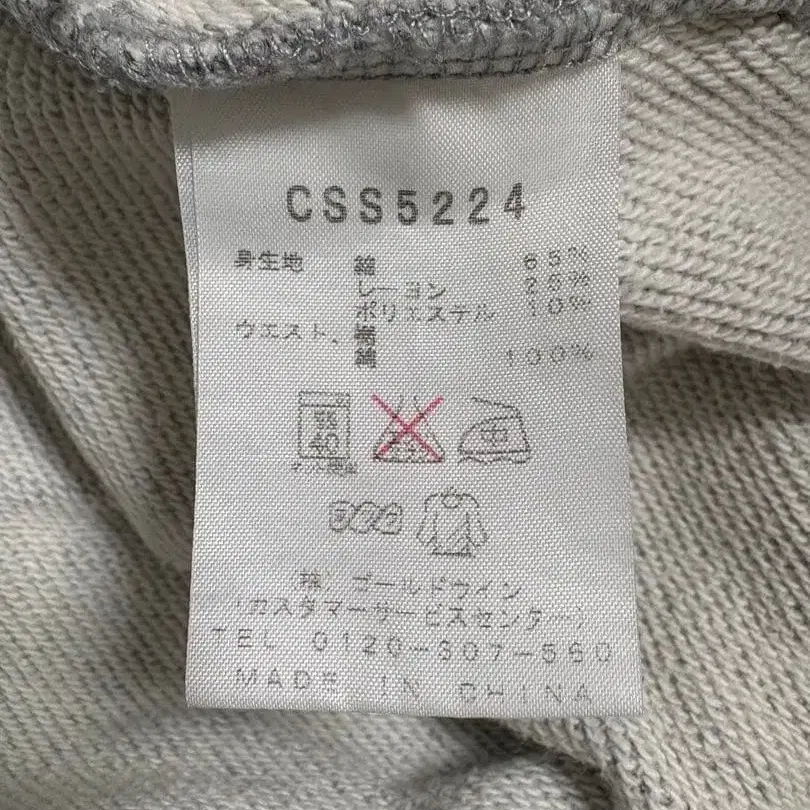 CSS5224
身生地 綿 65%
レーヨン 25%
ポリエステル 10%
ウエスト、
綿 100%
中
(株)ゴールドウイン
(カスタマーサービスセンター)
TEL 0120-307-560
MADE IN CHINA